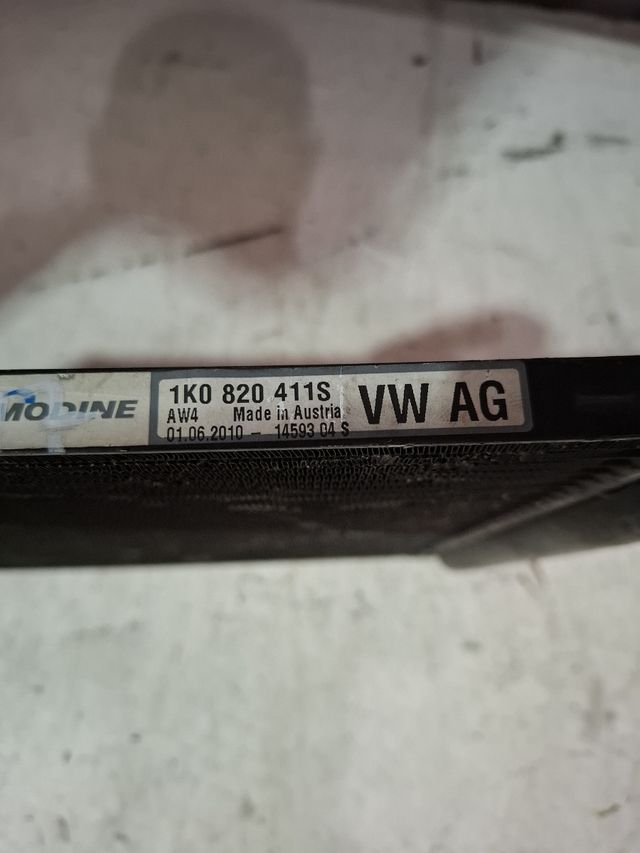 MODINE
1K0 820 411S
AW4 Made in Austria
01.06.2010 - 14593 04 S
VW AG